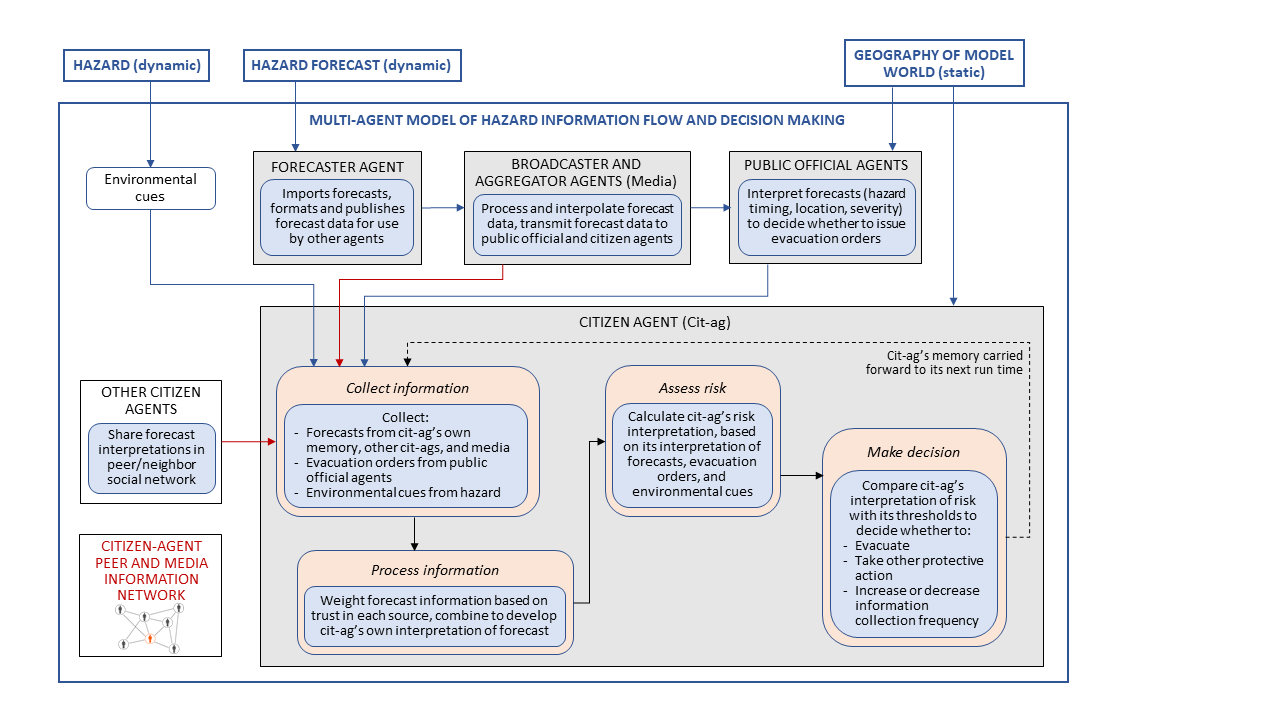 HAZARD (dynamic)
HAZARD FORECAST (dynamic)
GEOGRAPHY OF MODEL
WORLD (static)
MULTI-AGENT MODEL OF HAZARD INFORMATION FLOW AND DECISION MAKING
Environmental
cues
FORECASTER AGENT
Imports forecasts,
formats and publishes
forecast data for use
by other agents
BROADCASTER AND
AGGREGATOR AGENTS (Media)
Process and interpolate forecast
data, transmit forecast data to
public official and citizen agents
PUBLIC OFFICIAL AGENTS
Interpret forecasts (hazard
timing, location, severity)
to decide whether to issue
evacuation orders
CITIZEN AGENT (Cit-ag)
Cit-ag's memory carried
forward to its next run time
OTHER CITIZEN
AGENTS
Share forecast
interpretations in
peer/neighbor
social network
Collect information
Collect:
- Forecasts from cit-ag's own
memory, other cit-ags, and media
- Evacuation orders from public
official agents
- Environmental cues from hazard
Process information
Weight forecast information based on
trust in each source, combine to develop
cit-ag's own interpretation of forecast
Assess risk
Calculate cit-ag's risk
interpretation, based
on its interpretation of
forecasts, evacuation
orders, and
environmental cues
Make decision
Compare cit-ag's
interpretation of risk
with its thresholds to
decide whether to:
- Evacuate
- Take other protective
action
- Increase or decrease
information
collection frequency
CITIZEN-AGENT
PEER AND MEDIA
INFORMATION
NETWORK